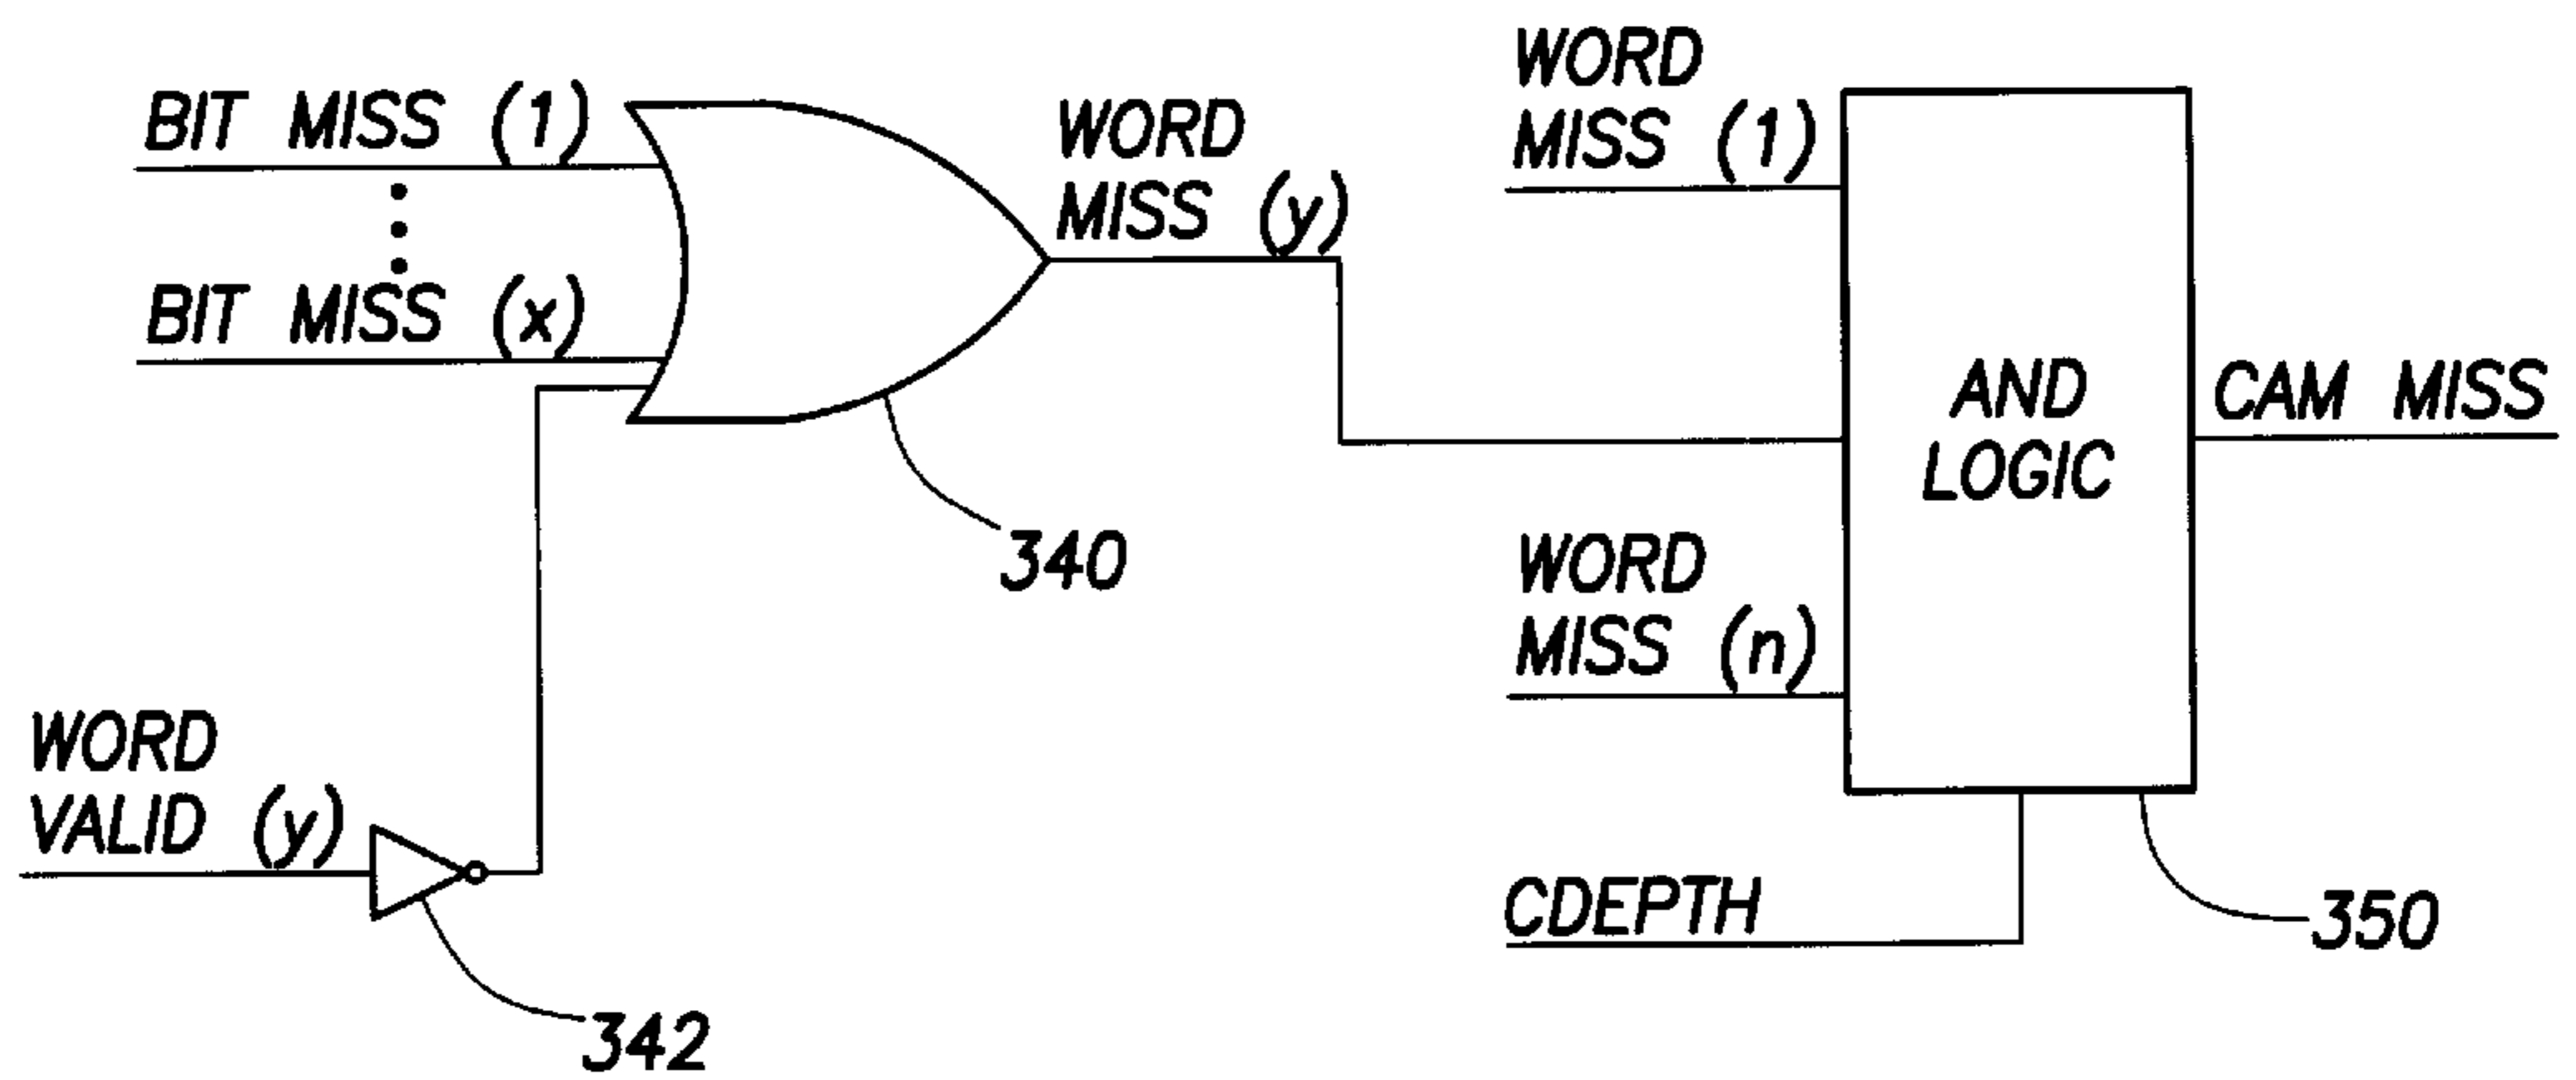 BIT MISS (1)
BIT MISS (x)
WORD
MISS (y)
340
WORD
VALID (y)
342
WORD
MISS (1)
AND
LOGIC
CAM MISS
WORD
MISS (n)
CDEPTH
350